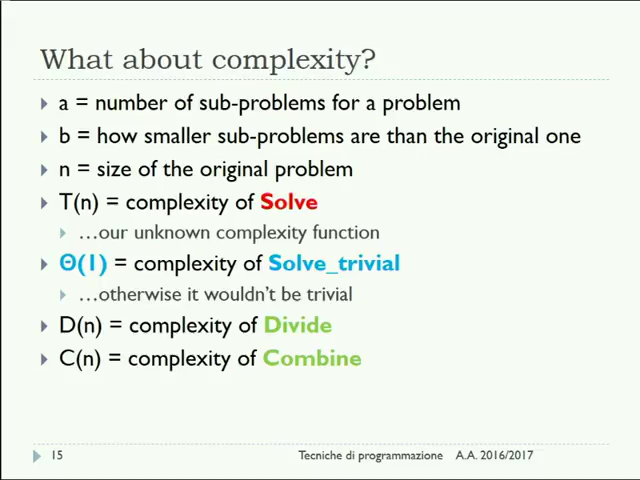 What about complexity?
a = number of sub-problems for a problem
b = how smaller sub-problems are than the original one
n = size of the original problem
T(n) = complexity of Solve
…our unknown complexity function
Θ(1) = complexity of Solve_trivial
…otherwise it wouldn't be trivial
D(n) = complexity of Divide
C(n) = complexity of Combine
15 Tecniche di programmazione A.A. 2016/2017